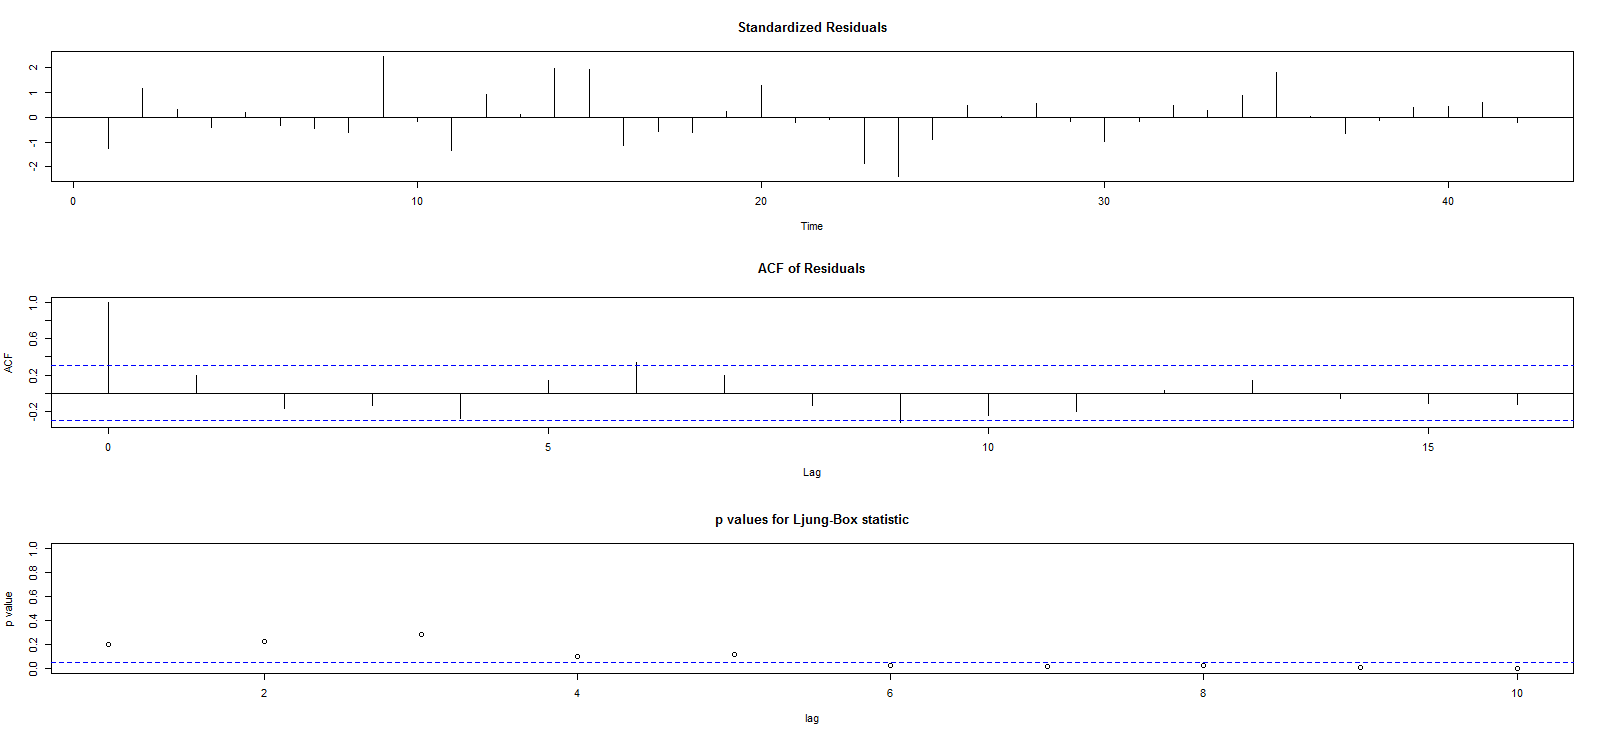 Standardized Residuals
2
1
0
-1
-2
0 10 20 30 40
Time
ACF of Residuals
1.0
0.6
0.2
-0.2
ACF
0 5 10 15
Lag
p values for Ljung-Box statistic
1.0
0.8
0.6
0.4
0.2
0.0
p value
2 4 6 8 10
lag